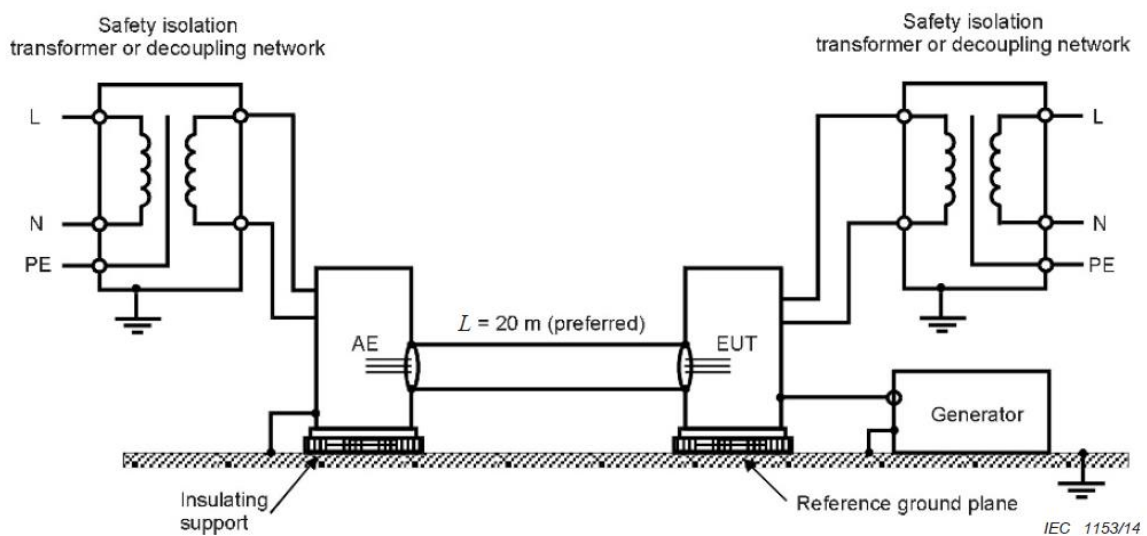 Safety isolation
transformer or decoupling network
Safety isolation
transformer or decoupling network
L
N
PE
L
N
PE
L = 20 m (preferred)
AE
EUT
Generator
Insulating
support
Reference ground plane
IEC 1153/14